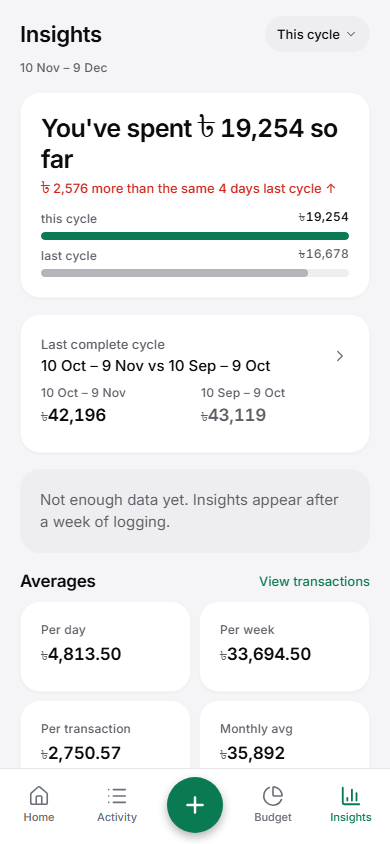 Insights
This cycle
10 Nov – 9 Dec
You've spent ৳ 19,254 so
far
৳ 2,576 more than the same 4 days last cycle ↑
this cycle ৳19,254
last cycle ৳16,678
Last complete cycle
10 Oct – 9 Nov vs 10 Sep – 9 Oct
10 Oct – 9 Nov 10 Sep – 9 Oct
৳42,196 ৳43,119
Not enough data yet. Insights appear after
a week of logging.
Averages View transactions
Per day Per week
৳4,813.50 ৳33,694.50
Per transaction Monthly avg
৳2,750.57 ৳35,892
Home Activity Budget Insights